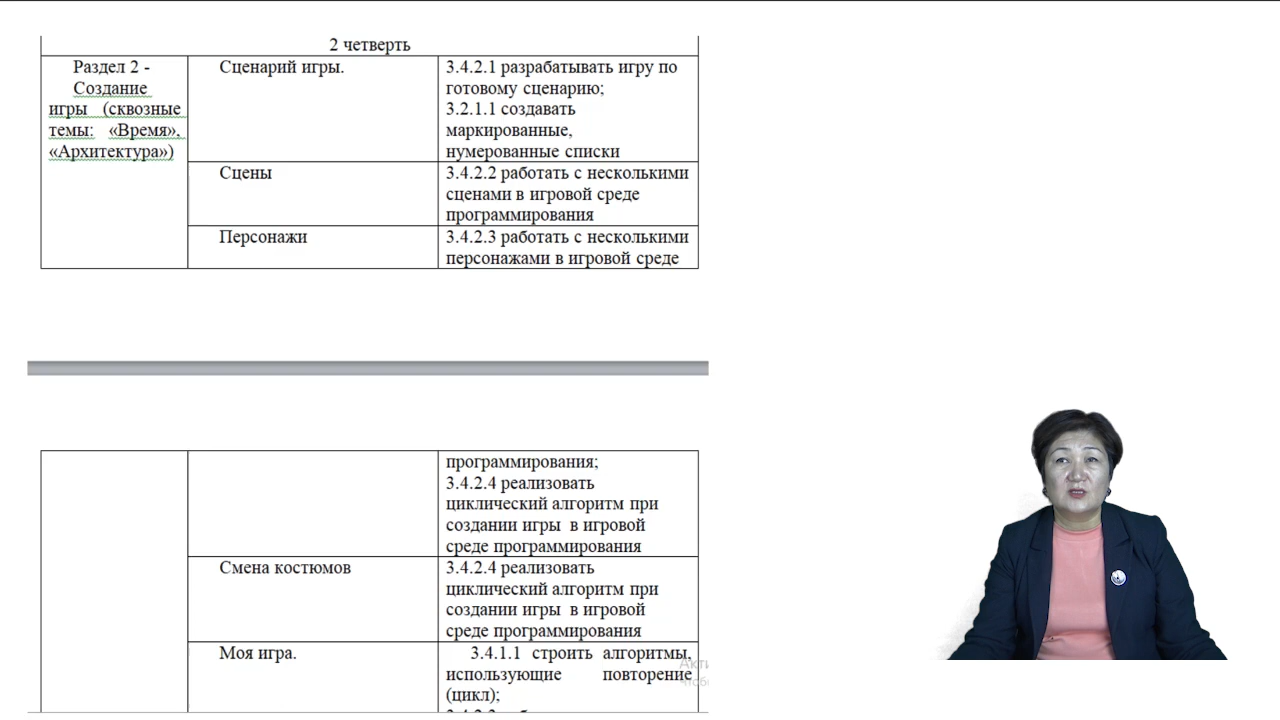 2 четверть
Раздел 2 -
Создание
игры (сквозные
темы: «Время»,
«Архитектура»)
Сценарий игры.
3.4.2.1 разрабатывать игру по
готовому сценарию;
3.2.1.1 создавать
маркированные,
нумерованные списки
Сцены
3.4.2.2 работать с несколькими
сценами в игровой среде
программирования
Персонажи
3.4.2.3 работать с несколькими
персонажами в игровой среде
программирования;
3.4.2.4 реализовать
циклический алгоритм при
создании игры в игровой
среде программирования
Смена костюмов
3.4.2.4 реализовать
циклический алгоритм при
создании игры в игровой
среде программирования
Моя игра.
3.4.1.1 строить алгоритмы,
использующие повторение
(цикл);